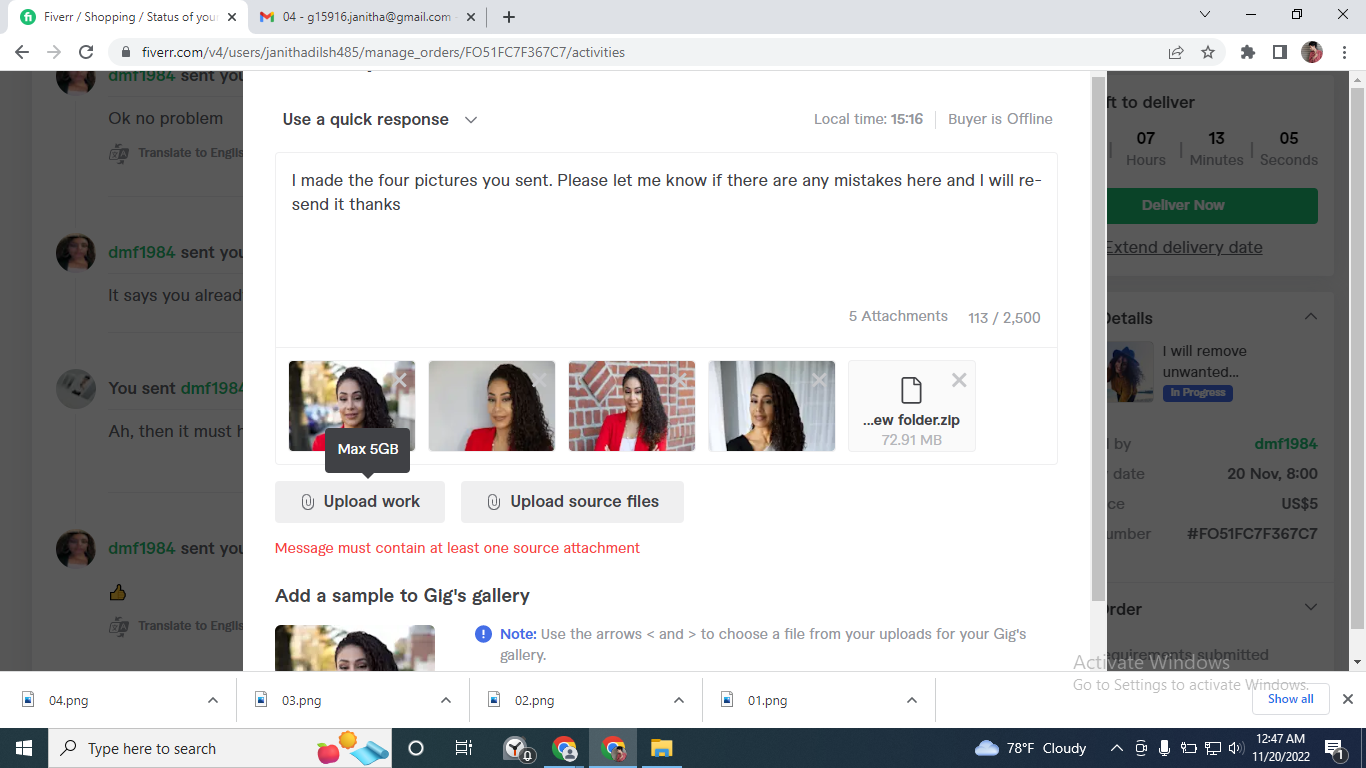 Fiverr / Shopping / Status of your
04 - g15916.janitha@gmail.com
fiverr.com/v4/users/janithadilsh485/manage_orders/FO51FC7F367C7/activities
dmf1984 sent you
Ok no problem
Translate to Englis
dmf1984 sent you
It says you alread
You sent dmf1984
Ah, then it must h
dmf1984 sent you
Translate to Englis
Use a quick response
Local time: 15:16
Buyer is Offline
I made the four pictures you sent. Please let me know if there are any mistakes here and I will re-
send it thanks
5 Attachments
113 / 2,500
...ew folder.zip
72.91 MB
Max 5GB
Upload work
Upload source files
Message must contain at least one source attachment
Add a sample to Gig's gallery
Note: Use the arrows < and > to choose a file from your uploads for your Gig's
gallery.
ft to deliver
07 13 05
Hours Minutes Seconds
Deliver Now
Extend delivery date
Details
I will remove
unwanted...
In Progress
by dmf1984
date 20 Nov, 8:00
ce US$5
umber #FO51FC7F367C7
rder
equirements submitted
Activate Windows
Go to Settings to activate Windows.
04.png
03.png
02.png
01.png
Show all
Type here to search
0
78°F Cloudy
12:47 AM
11/20/2022
1